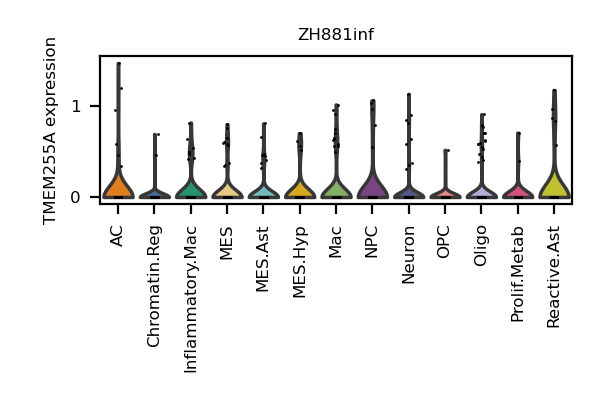 ZH881inf
TMEM255A expression
1
0
AC
Chromatin.Reg
Inflammatory.Mac
MES
MES.Ast
MES.Hyp
Mac
NPC
Neuron
OPC
Oligo
Prolif.Metab
Reactive.Ast